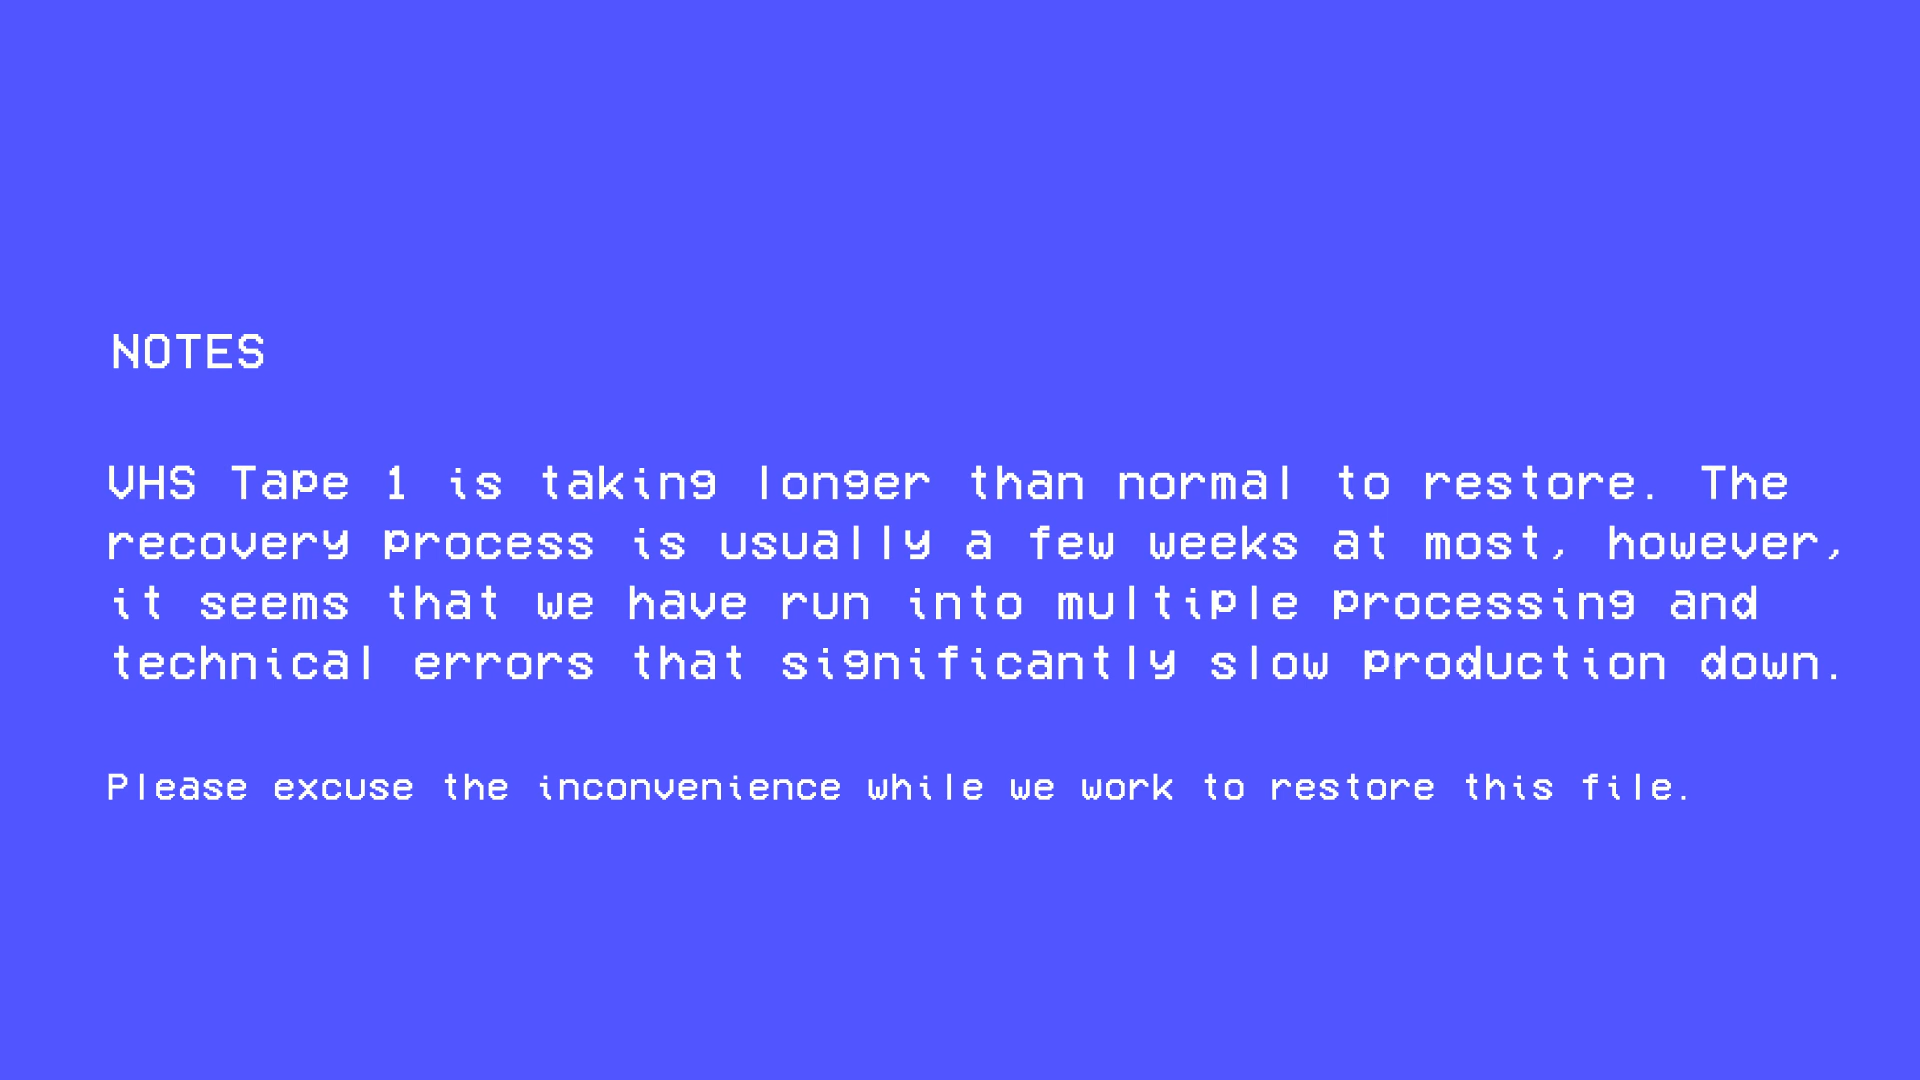 NOTES
VHS Tape 1 is taking longer than normal to restore. The
recovery process is usually a few weeks at most, however,
it seems that we have run into multiple processing and
technical errors that significantly slow production down.
Please excuse the inconvenience while we work to restore this file.